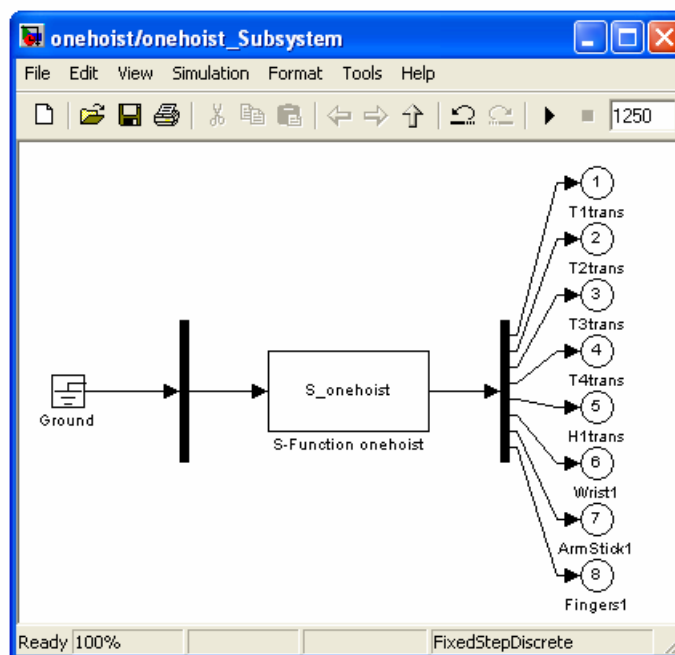 onehoist/onehoist_Subsystem
File Edit View Simulation Format Tools Help
1250
1
T1trans
2
T2trans
3
T3trans
4
T4trans
5
H1trans
6
Wrist1
7
ArmStick1
8
Fingers1
Ground
S_onehoist
S-Function onehoist
Ready 100% FixedStepDiscrete